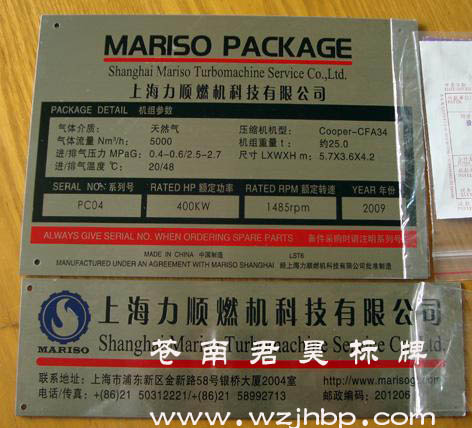 MARISO PACKAGE
Shanghai Mariso Turbomachine Service Co.,Ltd.
上海力顺燃机科技有限公司
PACKAGE DETAIL 机组参数
气体介质: 天然气 压缩机机型: Cooper-CFA34
气体流量 Nm³/h: 5000 机组重量 t: 约25.0
进/排气压力 MPaG: 0.4-0.6/2.5-2.7 尺寸 LXWXH m: 5.7X3.6X4.2
进/排气温度 ℃: 20/48
SERIAL NO. 系列号 RATED HP 额定功率 RATED RPM 额定转速 YEAR 年份
PC04 400KW 1485rpm 2009
ALWAYS GIVE SERIAL NO. WHEN ORDERING SPARE PARTS 备件采购时请注明系列号
MADE IN CHINA 中国制造 LST6
MANUFACTURED UNDER AN AGREEMENT WITH MARISO SHANGHAI 经上海力顺燃机科技有限公司批准制造
MARISO
上海力顺燃机科技有限公司
Shanghai Mariso Turbomachine Service Co.,Ltd.
苍南君昊标牌
联系地址: 上海市浦东新区金新路58号银桥大厦2004室
电话/传真: +(86)21 50312221/+(86)21 58992713 邮政编码: 201206
www.wzjhbp.com